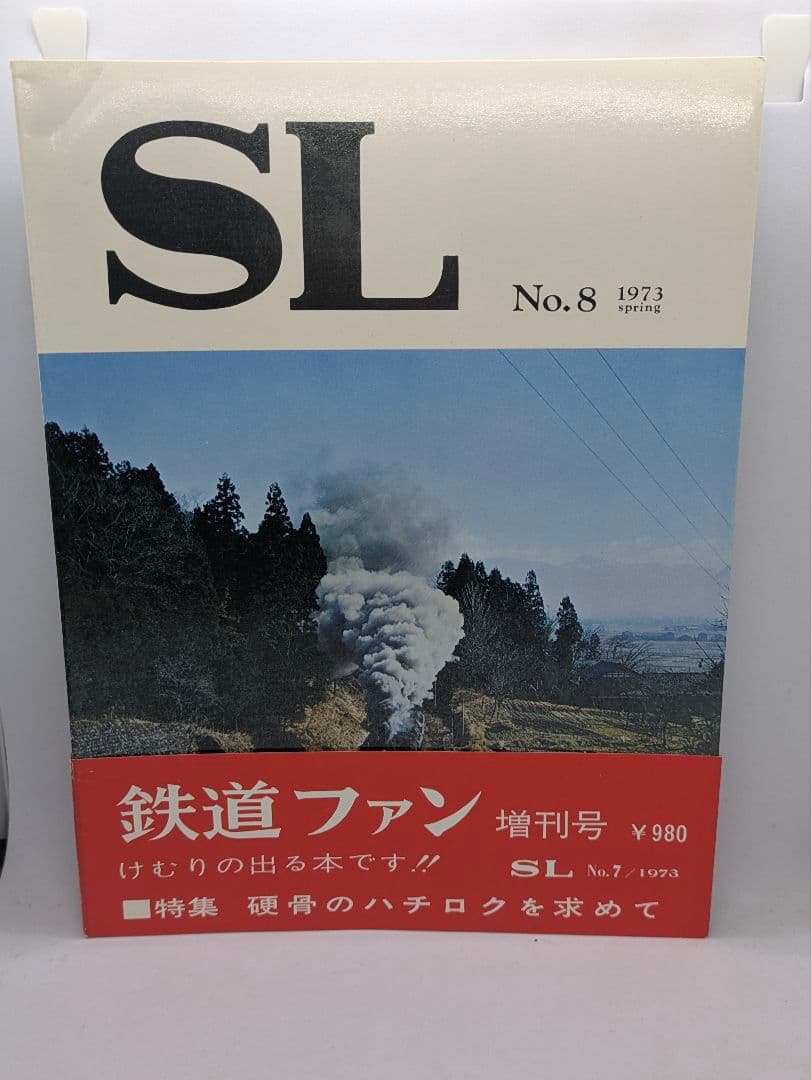 SL
No.8 1973 spring
鉄道ファン 増刊号 ¥980
けむりの出る本です!! SL No.7/1973
■特集 硬骨のハチロクを求めて